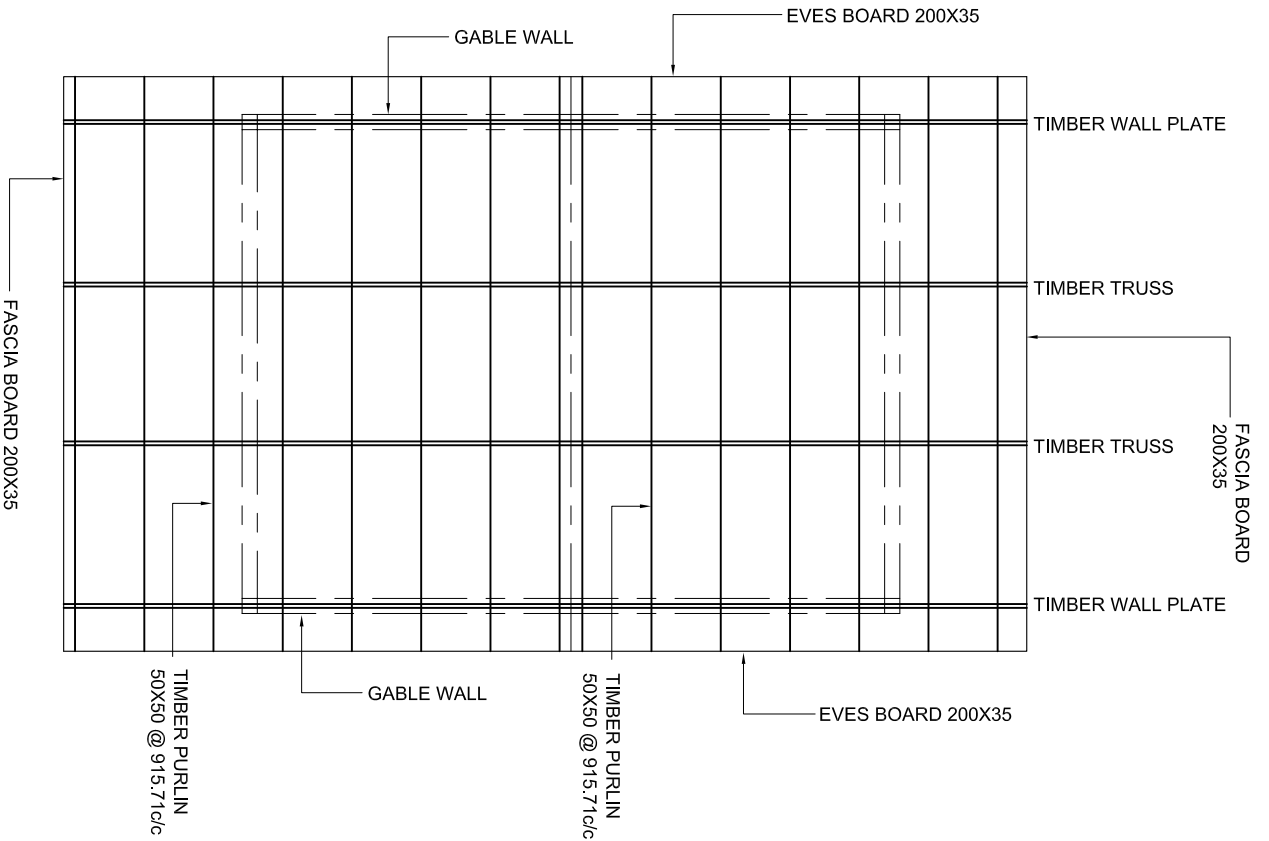 EVES BOARD 200X35
GABLE WALL
TIMBER WALL PLATE
TIMBER TRUSS
FASCIA BOARD 200X35
FASCIA BOARD
200X35
TIMBER TRUSS
TIMBER WALL PLATE
GABLE WALL
EVES BOARD 200X35
TIMBER PURLIN
50X50 @ 915.71c/c
TIMBER PURLIN
50X50 @ 915.71c/c